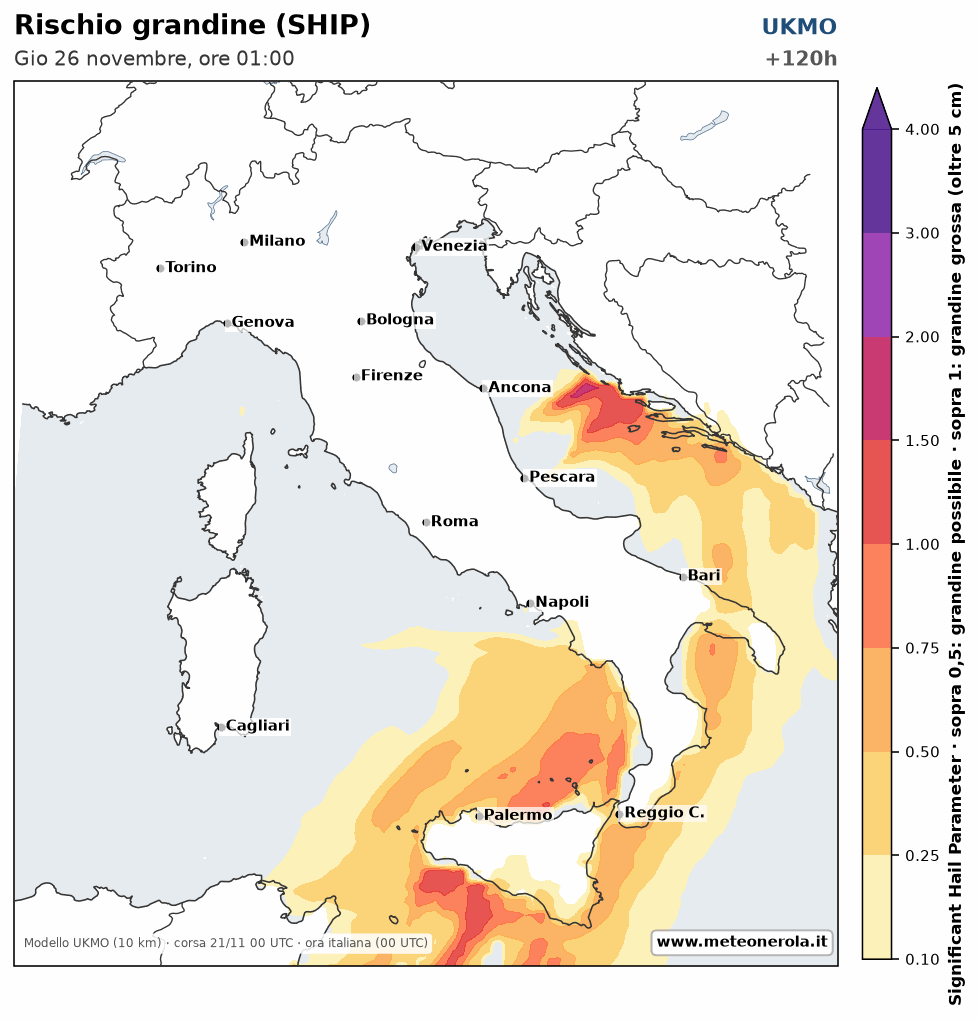 Rischio grandine (SHIP)
UKMO
Gio 26 novembre, ore 01:00
+120h
Milano
Venezia
Torino
Genova
Bologna
Firenze
Ancona
Pescara
Roma
Bari
Napoli
Cagliari
Palermo
Reggio C.
Modello UKMO (10 km) · corsa 21/11 00 UTC · ora italiana (00 UTC)
www.meteonerola.it
4.00
3.00
2.00
1.50
1.00
0.75
0.50
0.25
0.10
Significant Hail Parameter · sopra 0,5: grandine possibile · sopra 1: grandine grossa (oltre 5 cm)